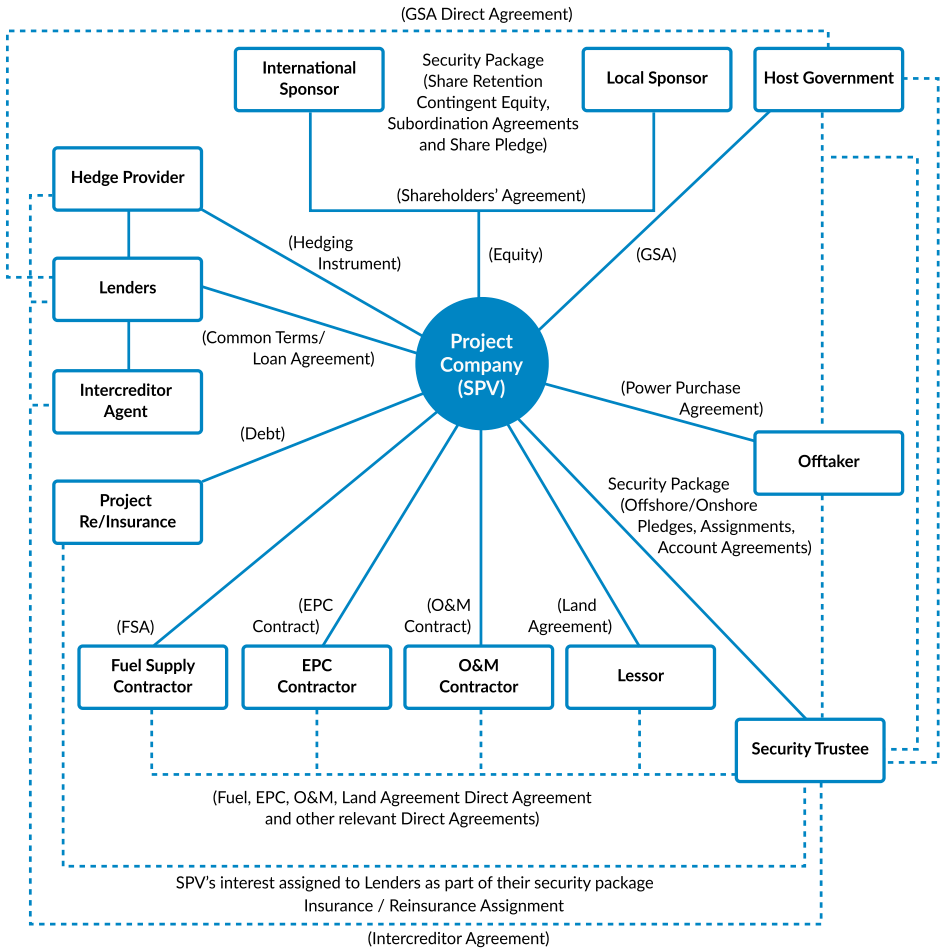 (GSA Direct Agreement)
International
Sponsor
Security Package
(Share Retention
Contingent Equity,
Subordination Agreements
and Share Pledge)
Local Sponsor
Host Government
Hedge Provider
(Shareholders’ Agreement)
(Hedging
Instrument)
(Equity)
(GSA)
Lenders
(Common Terms/
Loan Agreement)
Project
Company
(SPV)
Intercreditor
Agent
(Power Purchase
Agreement)
(Debt)
Offtaker
Project
Re/Insurance
Security Package
(Offshore/Onshore
Pledges, Assignments,
Account Agreements)
(FSA)
(EPC
Contract)
(O&M
Contract)
(Land
Agreement)
Fuel Supply
Contractor
EPC
Contractor
O&M
Contractor
Lessor
Security Trustee
(Fuel, EPC, O&M, Land Agreement Direct Agreement
and other relevant Direct Agreements)
SPV’s interest assigned to Lenders as part of their security package
Insurance / Reinsurance Assignment
(Intercreditor Agreement)